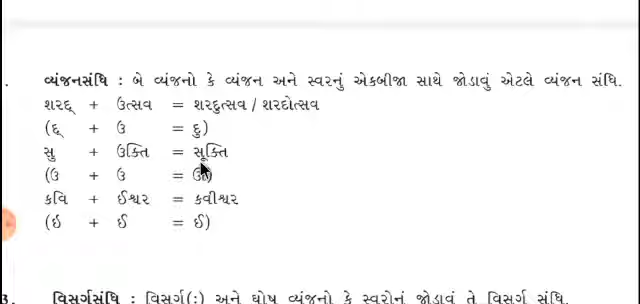 . વ્યંજનસંધિ : બે વ્યંજનો કે વ્યંજન અને સ્વરનું એકબીજા સાથે જોડાવું એટલે વ્યંજન સંધિ.
શરદ્ + ઉત્સવ = શરદુત્સવ / શરદોત્સવ
(દ્ + ઉ = દુ)
સુ + ઉક્તિ = સૂક્તિ
(ઉ + ઉ = ઊ)
કવિ + ઈશ્વર = કવીશ્વર
(ઇ + ઈ = ઈ)
3. વિસર્ગસંધિ : વિસર્ગ(:) અને ઘોષ વ્યંજનો કે સ્વરોનું જોડાવું તે વિસર્ગ સંધિ.